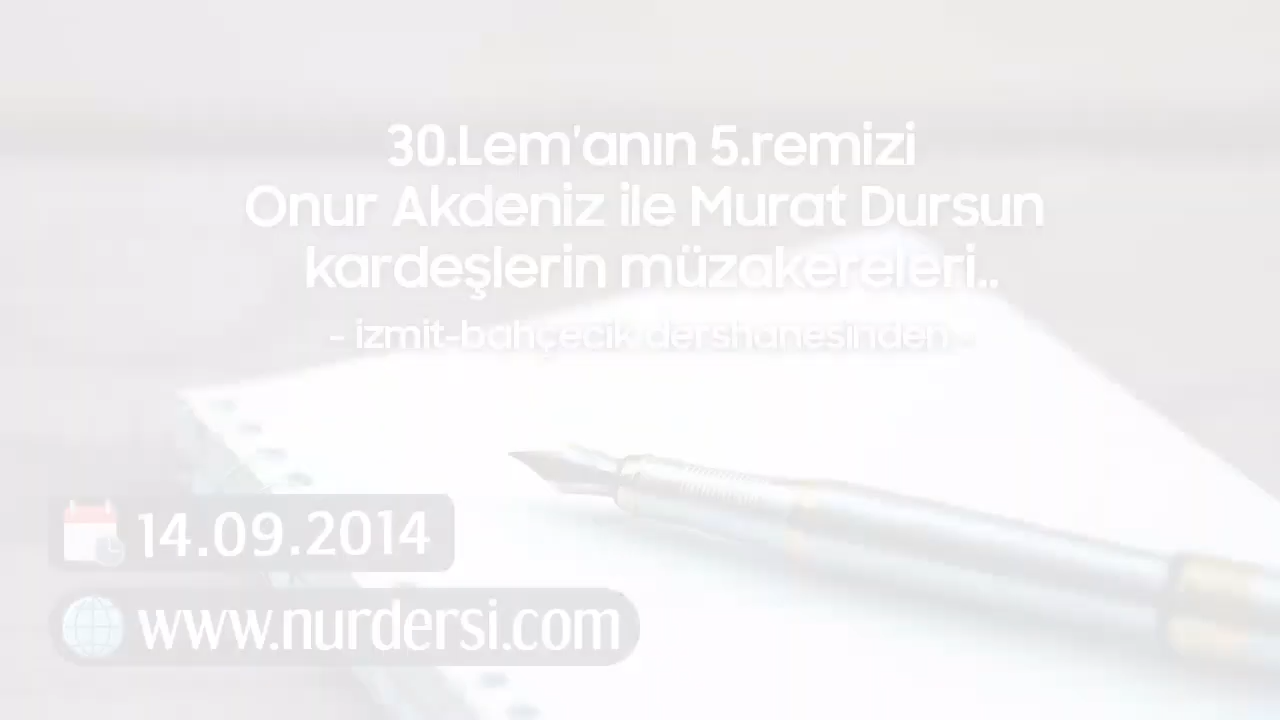 30.Lem'anın 5.remizi
Onur Akdeniz ile Murat Dursun
kardeşlerin müzakereleri..
- izmit-bahçecik dershanesinden -
14.09.2014
www.nurdersi.com